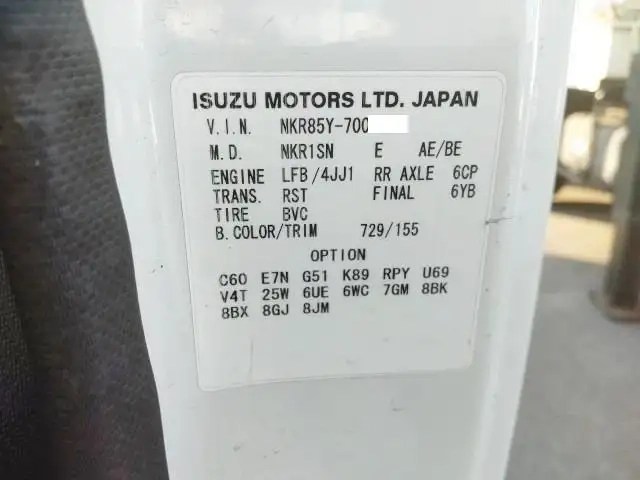 ISUZU MOTORS LTD. JAPAN
V.I.N. NKR85Y-700
M.D. NKR1SN E AE/BE
ENGINE LFB/4JJ1 RR AXLE 6CP
TRANS. RST FINAL 6YB
TIRE BVC
B.COLOR/TRIM 729/155
OPTION
C60 E7N G51 K89 RPY U69
V4T 25W 6UE 6WC 7GM 8BK
8BX 8GJ 8JM